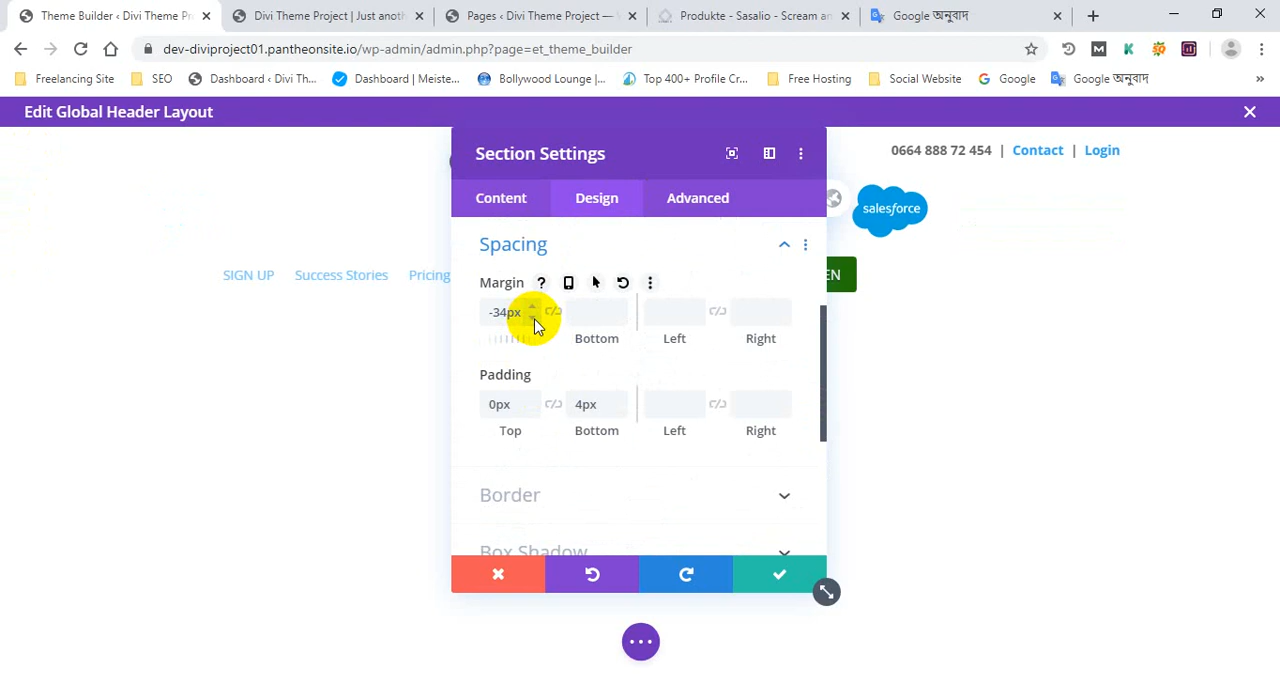 Theme Builder ‹ Divi Theme Pr
Divi Theme Project | Just anoth
Pages ‹ Divi Theme Project — W
Produkte - Sasalio - Scream an
Google অনুবাদ
dev-diviproject01.pantheonsite.io/wp-admin/admin.php?page=et_theme_builder
Freelancing Site
SEO
Dashboard ‹ Divi Th...
Dashboard | Meiste...
Bollywood Lounge |...
Top 400+ Profile Cr...
Free Hosting
Social Website
Google
Google অনুবাদ
»
Edit Global Header Layout
0664 888 72 454 | Contact | Login
salesforce
SIGN UP
Success Stories
Pricing
EN
Section Settings
Content
Design
Advanced
Spacing
Margin
-34px
Bottom
Left
Right
Padding
0px
4px
Top
Bottom
Left
Right
Border
Box Shadow